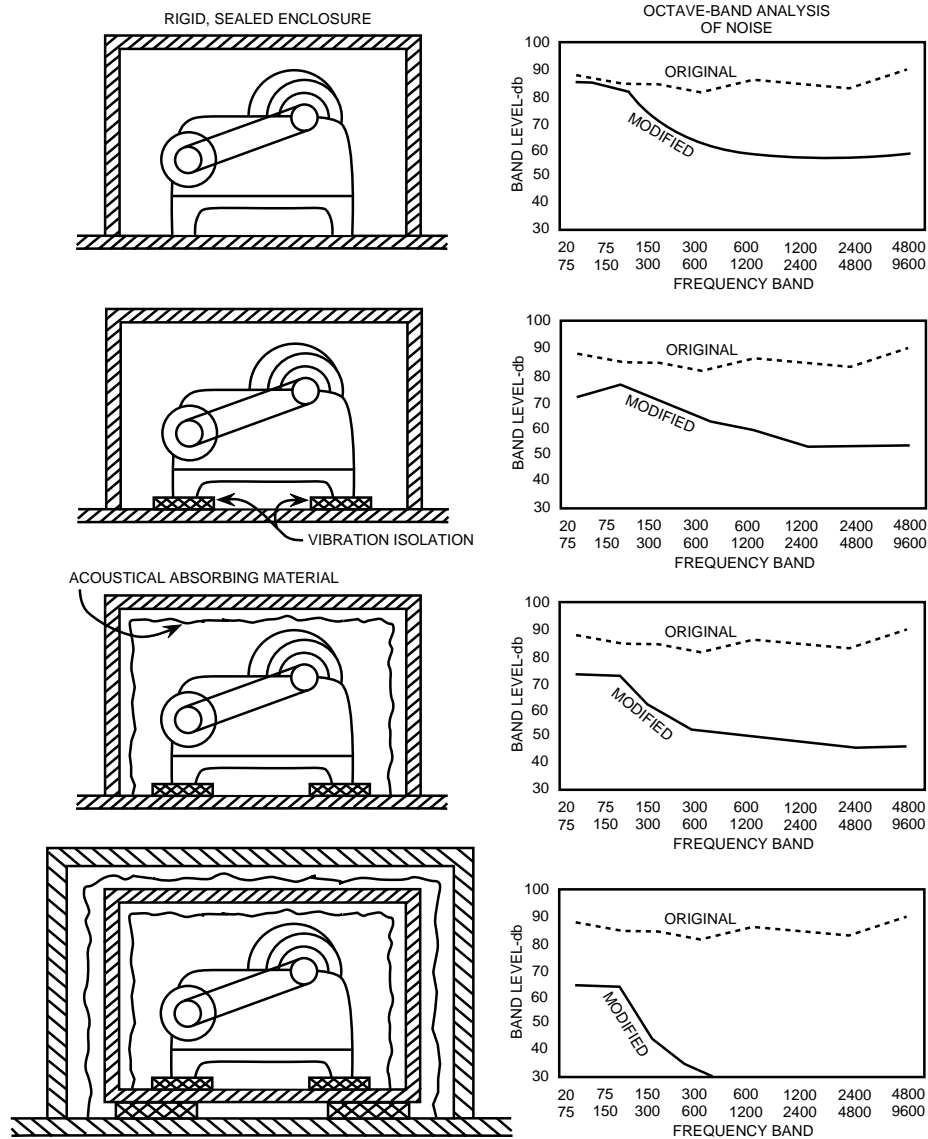 RIGID, SEALED ENCLOSURE
OCTAVE-BAND ANALYSIS
OF NOISE
100
90
80
70
60
50
40
30
BAND LEVEL-db
ORIGINAL
MODIFIED
20 75 150 300 600 1200 2400 4800
75 150 300 600 1200 2400 4800 9600
FREQUENCY BAND
VIBRATION ISOLATION
100
90
80
70
60
50
40
30
BAND LEVEL-db
ORIGINAL
MODIFIED
20 75 150 300 600 1200 2400 4800
75 150 300 600 1200 2400 4800 9600
FREQUENCY BAND
ACOUSTICAL ABSORBING MATERIAL
100
90
80
70
60
50
40
30
BAND LEVEL-db
ORIGINAL
MODIFIED
20 75 150 300 600 1200 2400 4800
75 150 300 600 1200 2400 4800 9600
FREQUENCY BAND
100
90
80
70
60
50
40
30
BAND LEVEL-db
ORIGINAL
MODIFIED
20 75 150 300 600 1200 2400 4800
75 150 300 600 1200 2400 4800 9600
FREQUENCY BAND